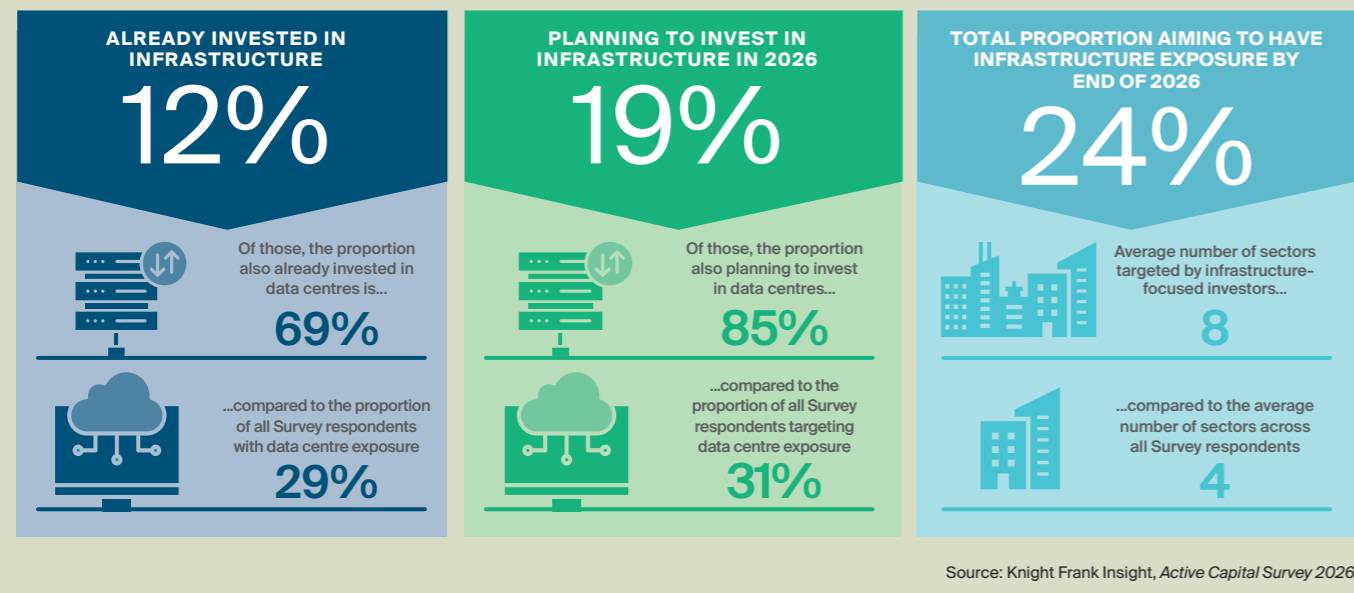 ALREADY INVESTED IN
INFRASTRUCTURE
12%
Of those, the proportion
also already invested in
data centres is...
69%
...compared to the proportion
of all Survey respondents
with data centre exposure
29%
PLANNING TO INVEST IN
INFRASTRUCTURE IN 2026
19%
Of those, the proportion
also planning to invest
in data centres...
85%
...compared to the
proportion of all Survey
respondents targeting
data centre exposure
31%
TOTAL PROPORTION AIMING TO HAVE
INFRASTRUCTURE EXPOSURE BY
END OF 2026
24%
Average number of sectors
targeted by infrastructure-
focused investors...
8
...compared to the average
number of sectors across
all Survey respondents
4
Source: Knight Frank Insight, Active Capital Survey 2026